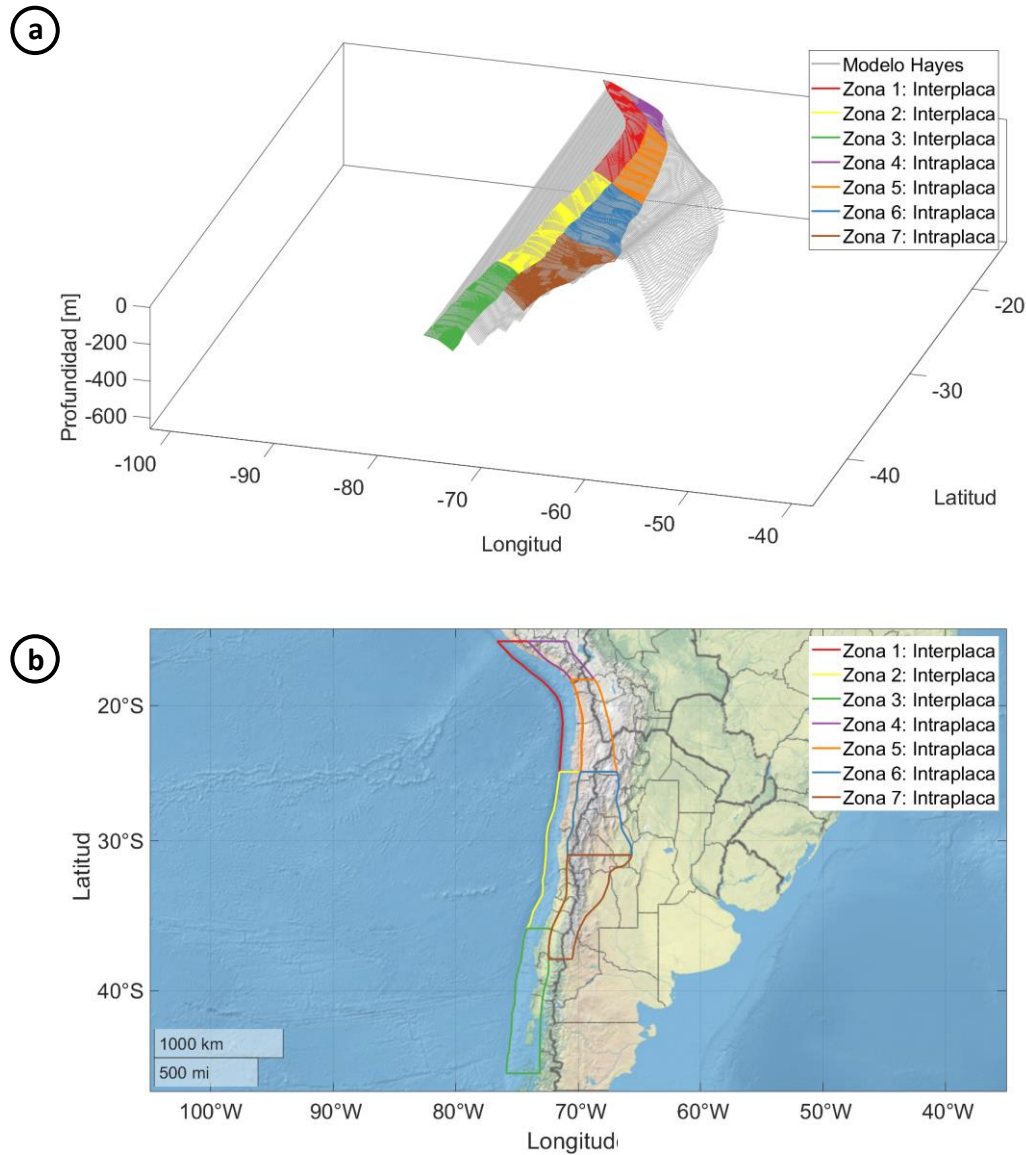 a
Modelo Hayes
Zona 1: Interplaca
Zona 2: Interplaca
Zona 3: Interplaca
Zona 4: Intraplaca
Zona 5: Intraplaca
Zona 6: Intraplaca
Zona 7: Intraplaca
Profundidad [m]
0
-200
-400
-600
-100
-90
-80
-70
-60
-50
-40
Longitud
-20
-30
-40
Latitud
b
Zona 1: Interplaca
Zona 2: Interplaca
Zona 3: Interplaca
Zona 4: Intraplaca
Zona 5: Intraplaca
Zona 6: Intraplaca
Zona 7: Intraplaca
Latitud
20°S
30°S
40°S
1000 km
500 mi
100°W
90°W
80°W
70°W
60°W
50°W
40°W
Longitud